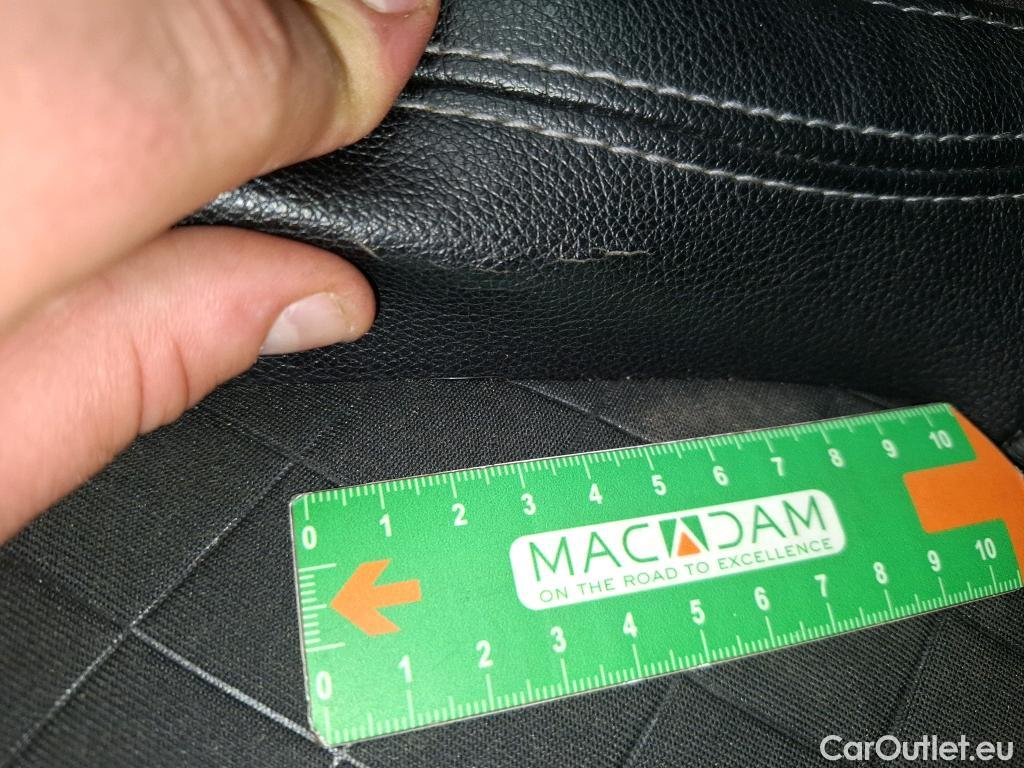 0 1 2 3 4 5 6 7 8 9 10
MACADAM
ON THE ROAD TO EXCELLENCE
0 1 2 3 4 5 6 7 8 9 10
CarOutlet.eu